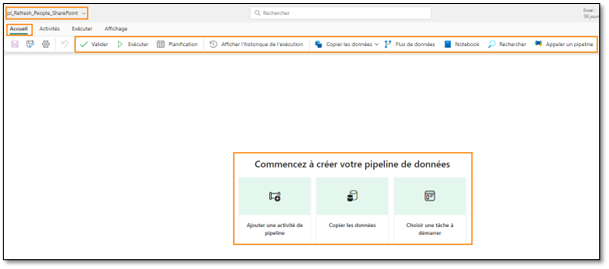 pl_Refresh_People_SharePoint
Rechercher
Essai :
59 jours
Accueil Activités Exécuter Affichage
Valider Exécuter Planification Afficher l'historique de l'exécution Copier les données Flux de données Notebook Rechercher Appeler un pipeline
Commencez à créer votre pipeline de données
Ajouter une activité de pipeline
Copier les données
Choisir une tâche à démarrer